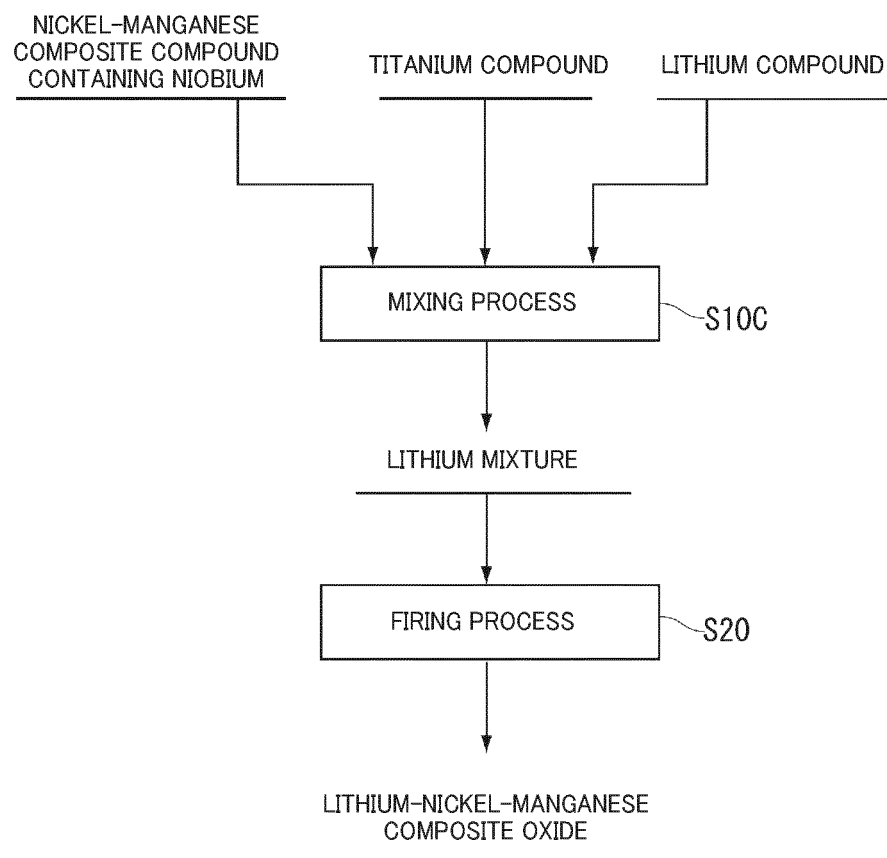 NICKEL-MANGANESE
COMPOSITE COMPOUND
CONTAINING NIOBIUM
TITANIUM COMPOUND
LITHIUM COMPOUND
MIXING PROCESS
S10C
LITHIUM MIXTURE
FIRING PROCESS
S20
LITHIUM-NICKEL-MANGANESE
COMPOSITE OXIDE